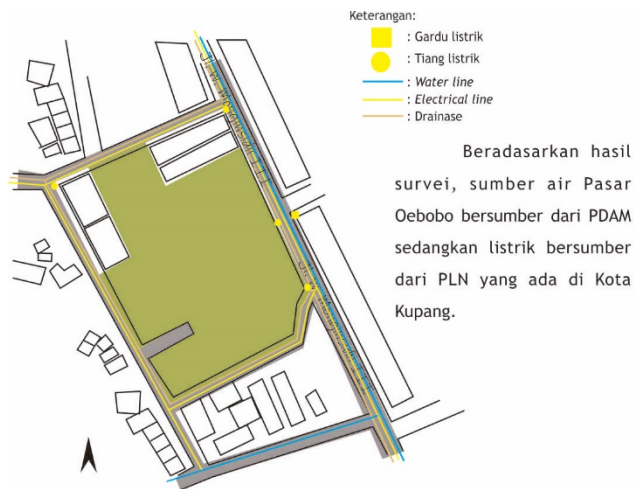 Keterangan:
: Gardu listrik
: Tiang listrik
: Water line
: Electrical line
: Drainase
Beradasarkan hasil
survei, sumber air Pasar
Oebobo bersumber dari PDAM
sedangkan listrik bersumber
dari PLN yang ada di Kota
Kupang.